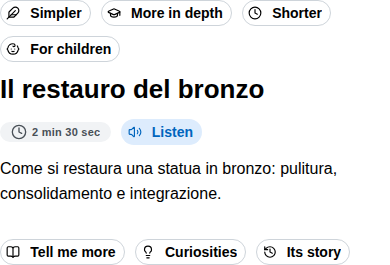 Simpler More in depth Shorter
For children
Il restauro del bronzo
2 min 30 sec Listen
Come si restaura una statua in bronzo: pulitura,
consolidamento e integrazione.
Tell me more Curiosities Its story